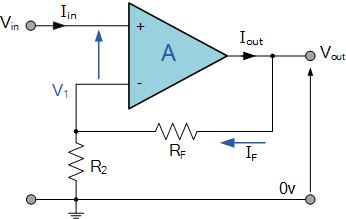 Vin
Iin
+
A
Iout
Vout
V1
-
RF
IF
R2
0v